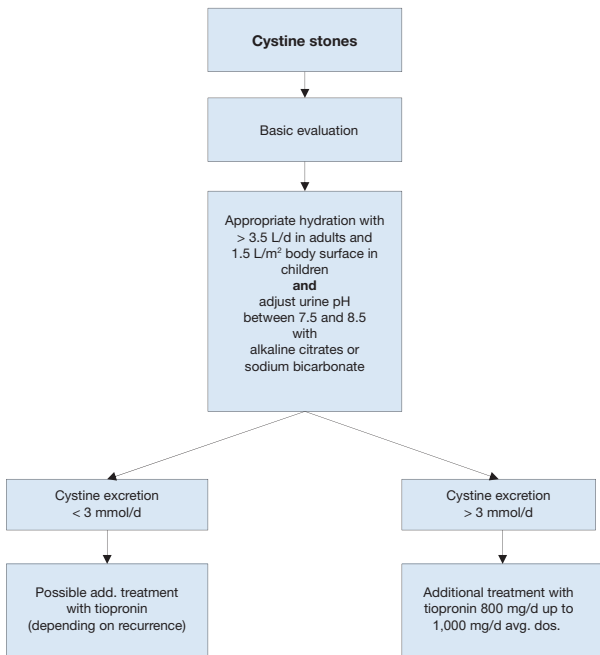 Cystine stones
Basic evaluation
Appropriate hydration with
> 3.5 L/d in adults and
1.5 L/m² body surface in
children
and
adjust urine pH
between 7.5 and 8.5
with
alkaline citrates or
sodium bicarbonate
Cystine excretion
< 3 mmol/d
Cystine excretion
> 3 mmol/d
Possible add. treatment
with tiopronin
(depending on recurrence)
Additional treatment with
tiopronin 800 mg/d up to
1,000 mg/d avg. dos.